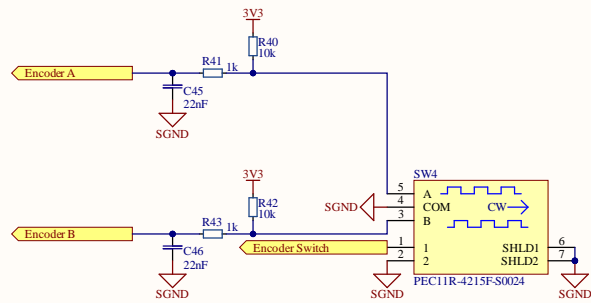 3V3
R40
10k
R41
1k
Encoder A
C45
22nF
SGND
3V3
R42
10k
R43
1k
Encoder B
C46
22nF
SGND
Encoder Switch
SW4
5 A
SGND 4 COM CW
3 B
1 1 SHLD1 6
2 2 SHLD2 7
PEC11R-4215F-S0024
SGND
SGND